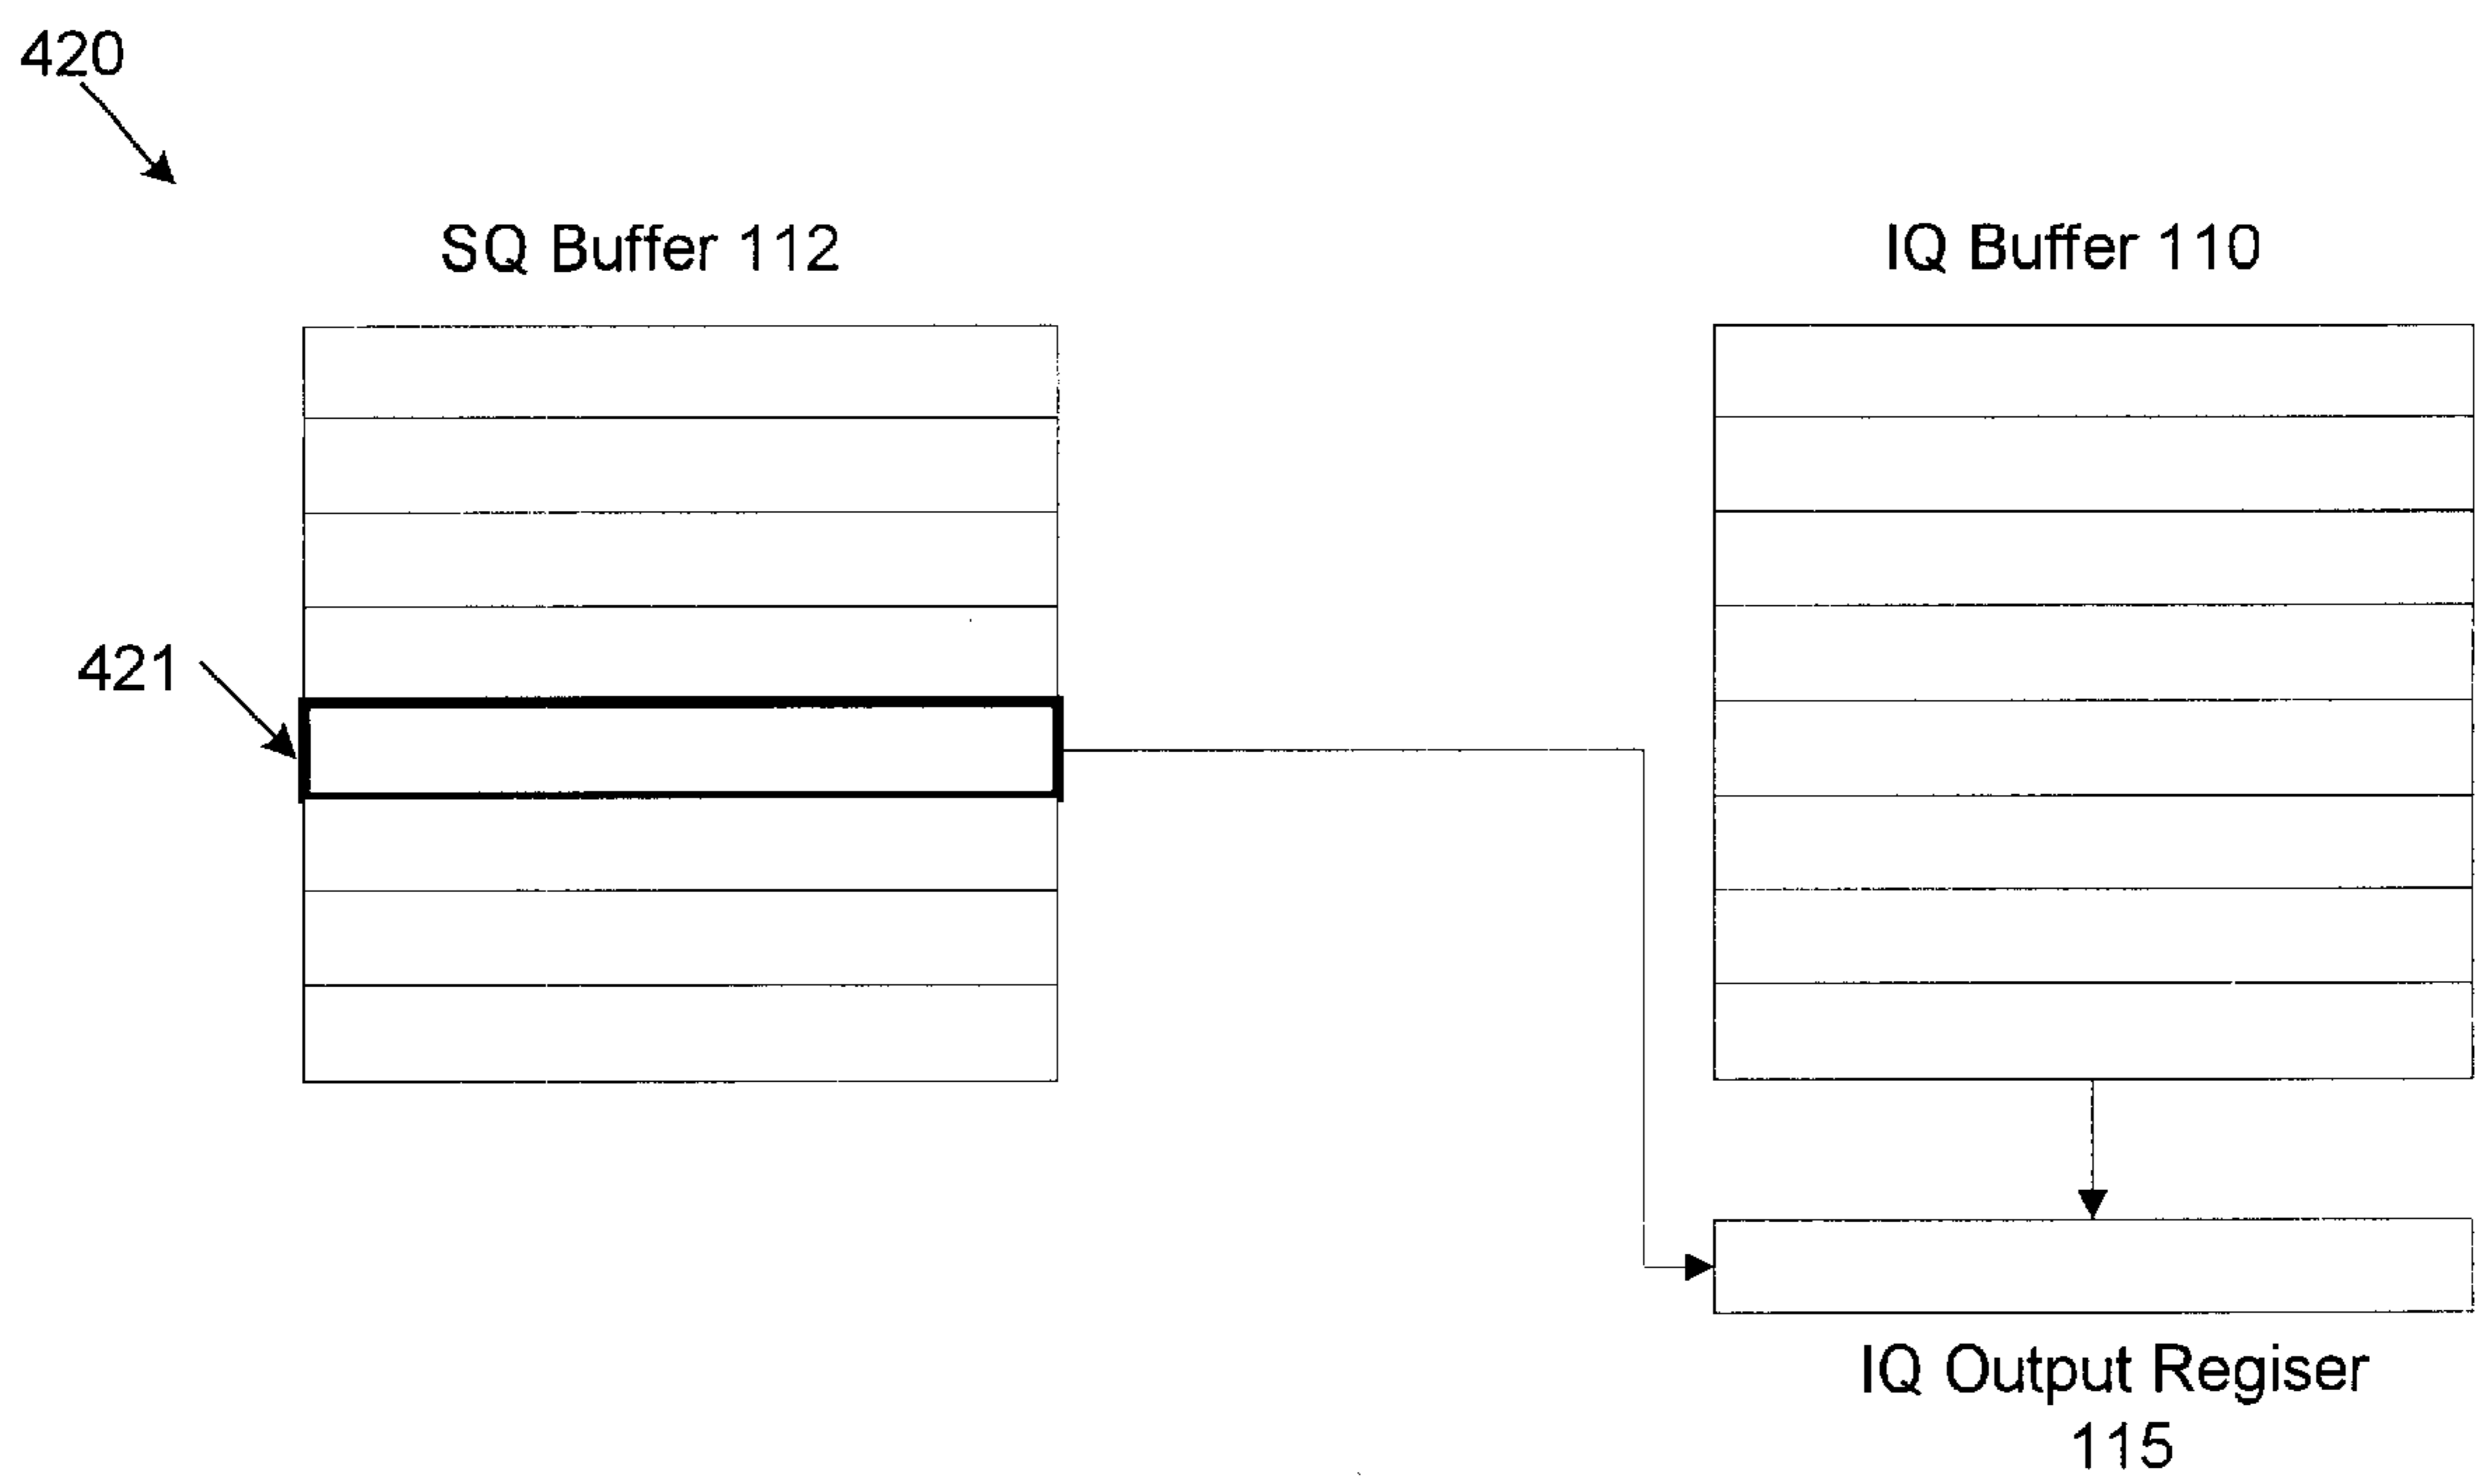 420
SQ Buffer 112
IQ Buffer 110
421
IQ Output Regiser
115